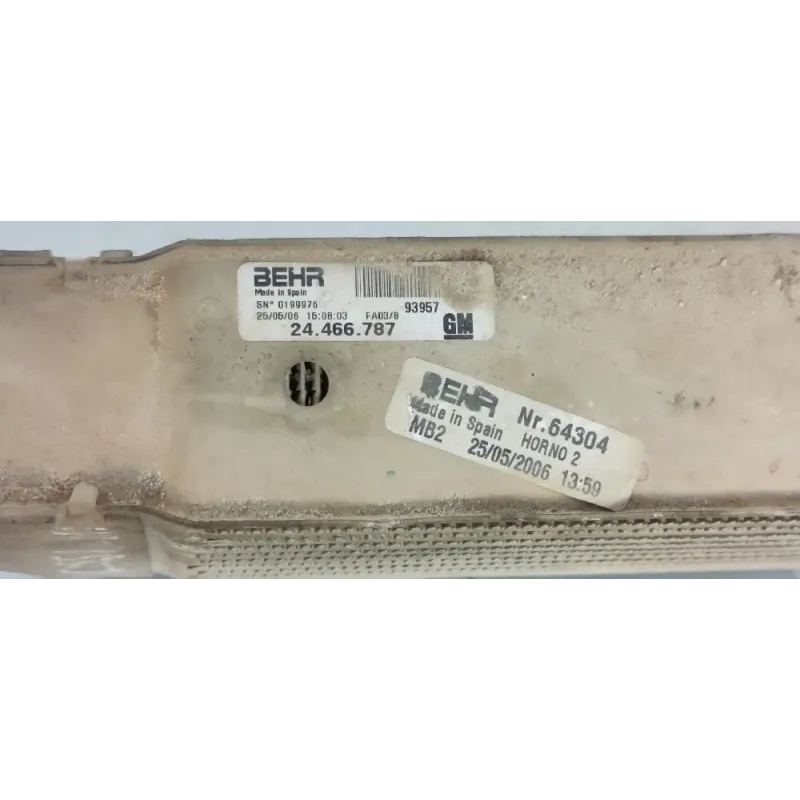 BEHR
Made in Spain
SN° 0199976 93957
25/05/06 15:08:03 FA03/8
24.466.787 GM
BEHR Nr.64304
Made in Spain HORNO 2
MB2 25/05/2006 13:59